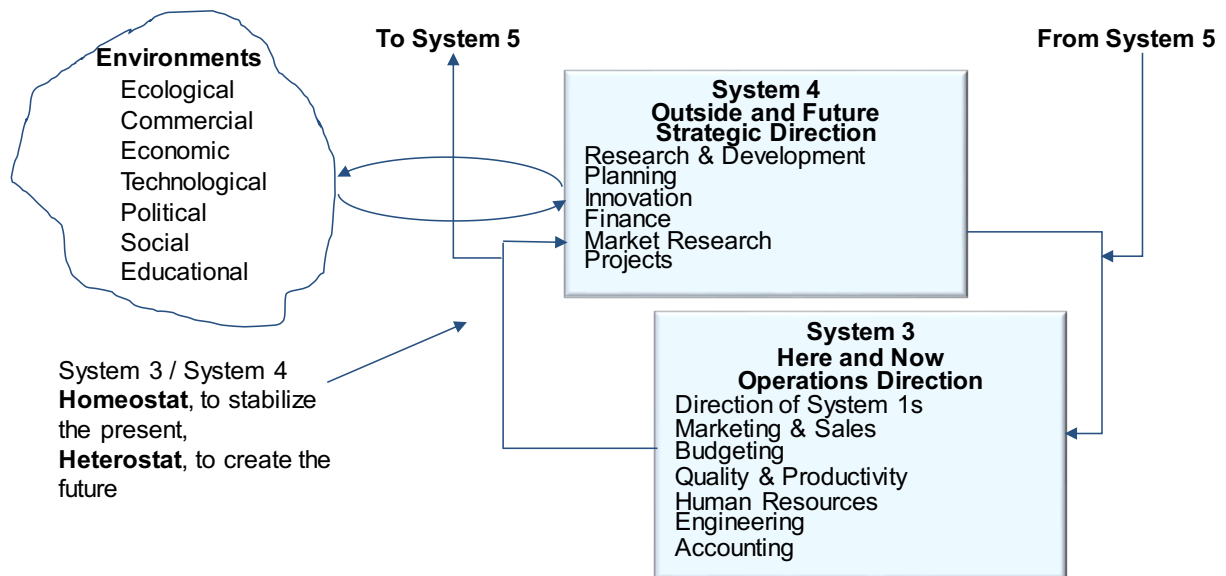 Environments
Ecological
Commercial
Economic
Technological
Political
Social
Educational
To System 5
From System 5
System 4
Outside and Future
Strategic Direction
Research & Development
Planning
Innovation
Finance
Market Research
Projects
System 3
Here and Now
Operations Direction
Direction of System 1s
Marketing & Sales
Budgeting
Quality & Productivity
Human Resources
Engineering
Accounting
System 3 / System 4
Homeostat, to stabilize
the present,
Heterostat, to create the
future